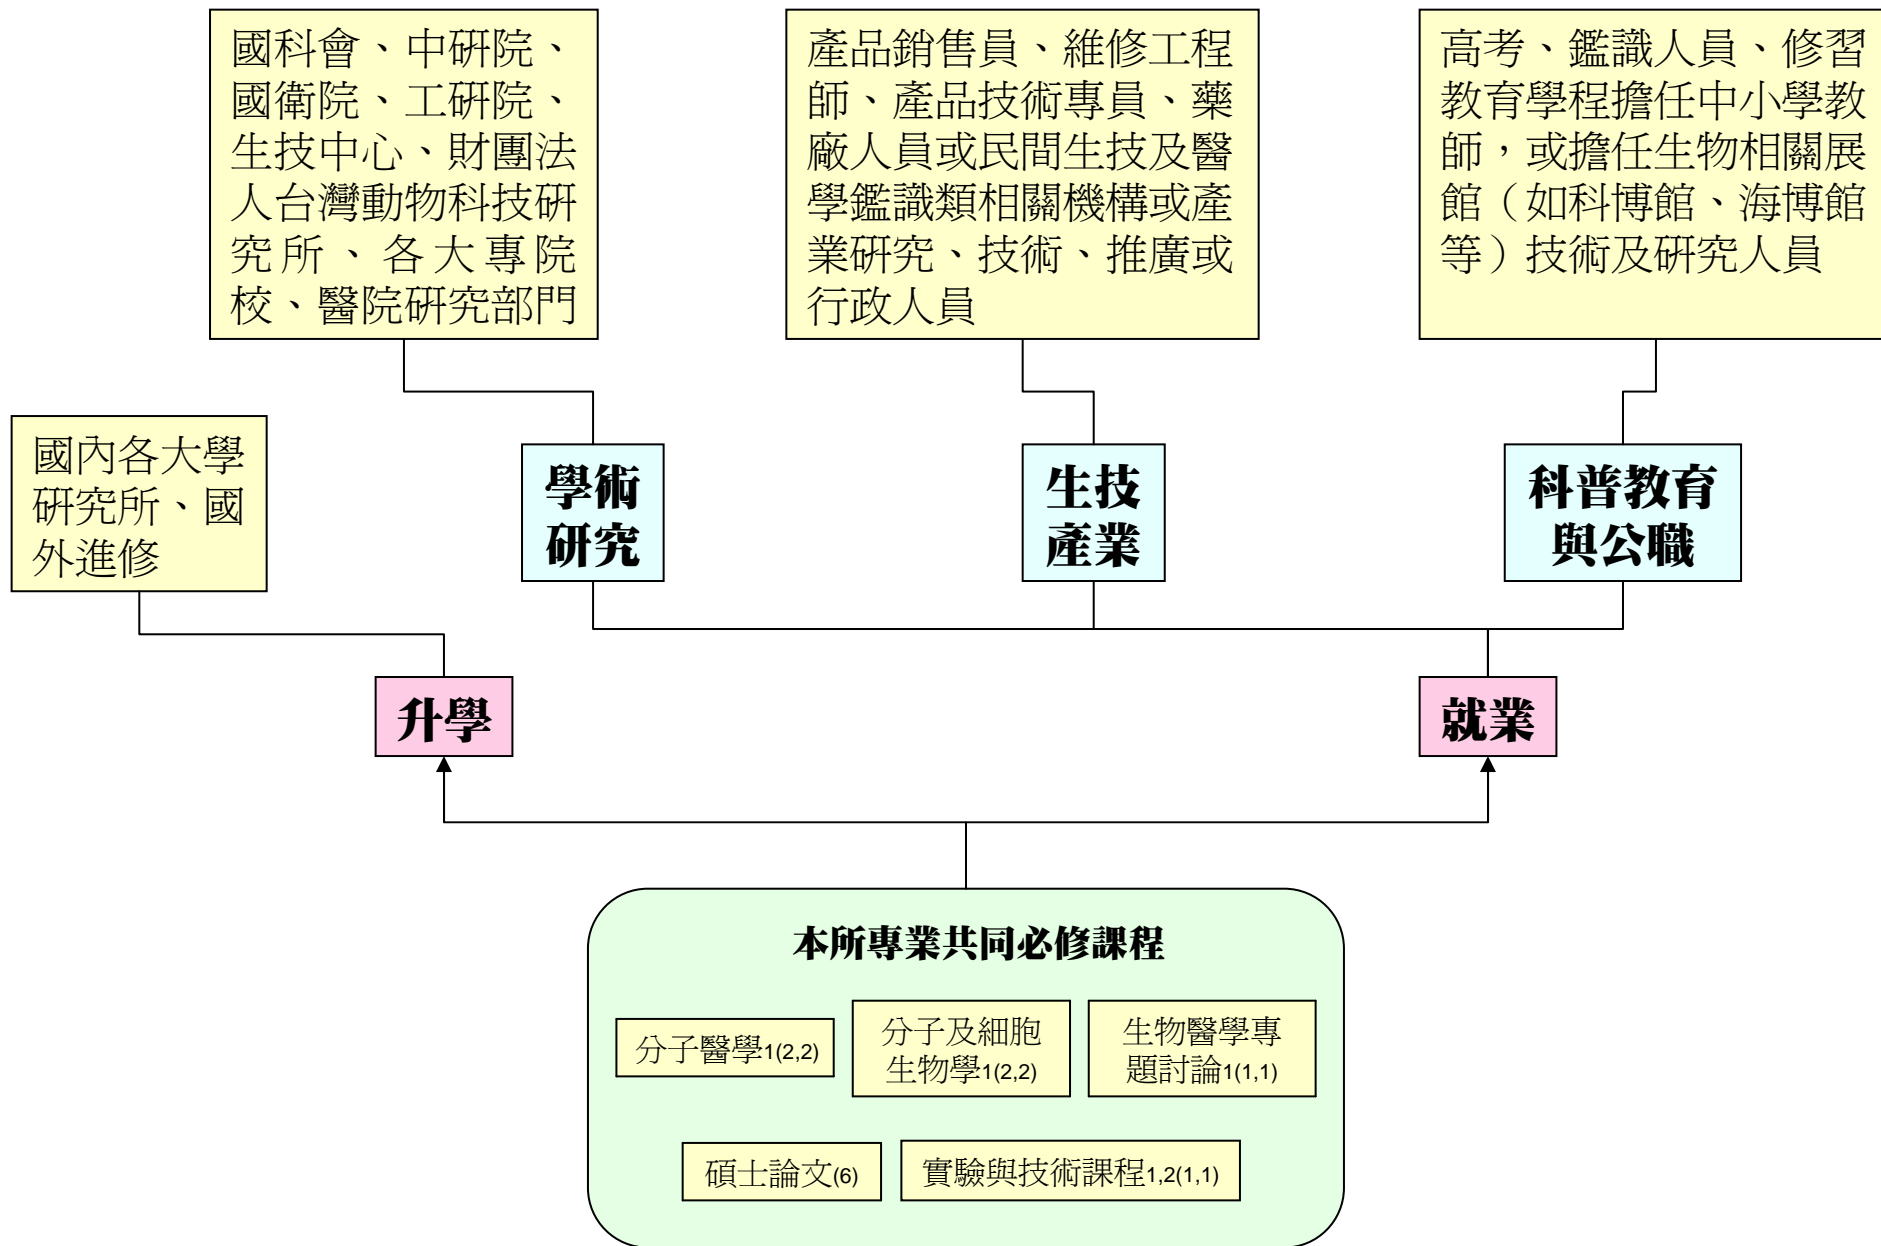 國科會、中研院、
國衛院、工研院、
生技中心、財團法
人台灣動物科技研
究所、各大專院
校、醫院研究部門
產品銷售員、維修工程
師、產品技術專員、藥
廠人員或民間生技及醫
學鑑識類相關機構或產
業研究、技術、推廣或
行政人員
高考、鑑識人員、修習
教育學程擔任中小學教
師，或擔任生物相關展
館（如科博館、海博館
等）技術及研究人員
國內各大學
研究所、國
外進修
學術
研究
生技
產業
科普教育
與公職
升學
就業
本所專業共同必修課程
分子醫學1(2,2)
分子及細胞
生物學1(2,2)
生物醫學專
題討論1(1,1)
碩士論文(6)
實驗與技術課程1,2(1,1)